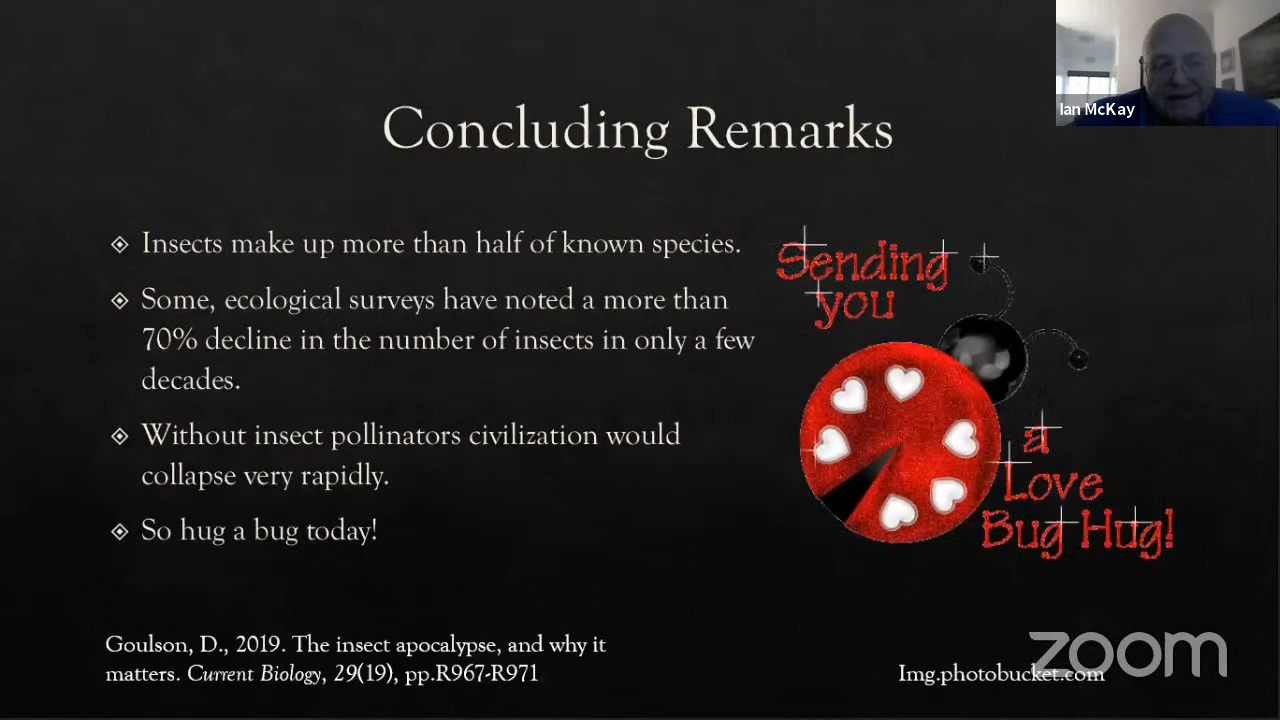 Ian McKay
Concluding Remarks
Insects make up more than half of known species.
Some, ecological surveys have noted a more than
70% decline in the number of insects in only a few
decades.
Without insect pollinators civilization would
collapse very rapidly.
So hug a bug today!
Sending
you
a
Love
Bug Hug!
Goulson, D., 2019. The insect apocalypse, and why it
matters. Current Biology, 29(19), pp.R967-R971
Img.photobucket.com
zoom